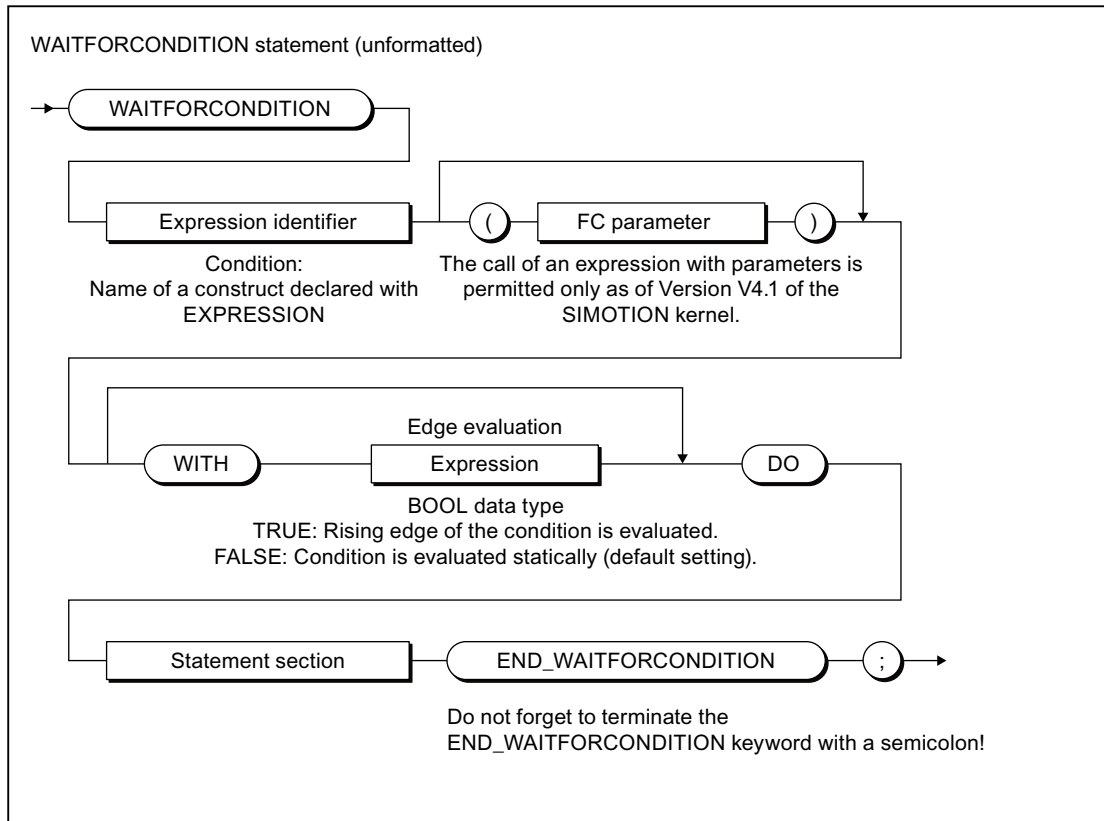 WAITFORCONDITION statement (unformatted)
WAITFORCONDITION
Expression identifier
( FC parameter )
Condition:
Name of a construct declared with
EXPRESSION
The call of an expression with parameters is
permitted only as of Version V4.1 of the
SIMOTION kernel.
Edge evaluation
WITH Expression DO
BOOL data type
TRUE: Rising edge of the condition is evaluated.
FALSE: Condition is evaluated statically (default setting).
Statement section END_WAITFORCONDITION ;
Do not forget to terminate the
END_WAITFORCONDITION keyword with a semicolon!